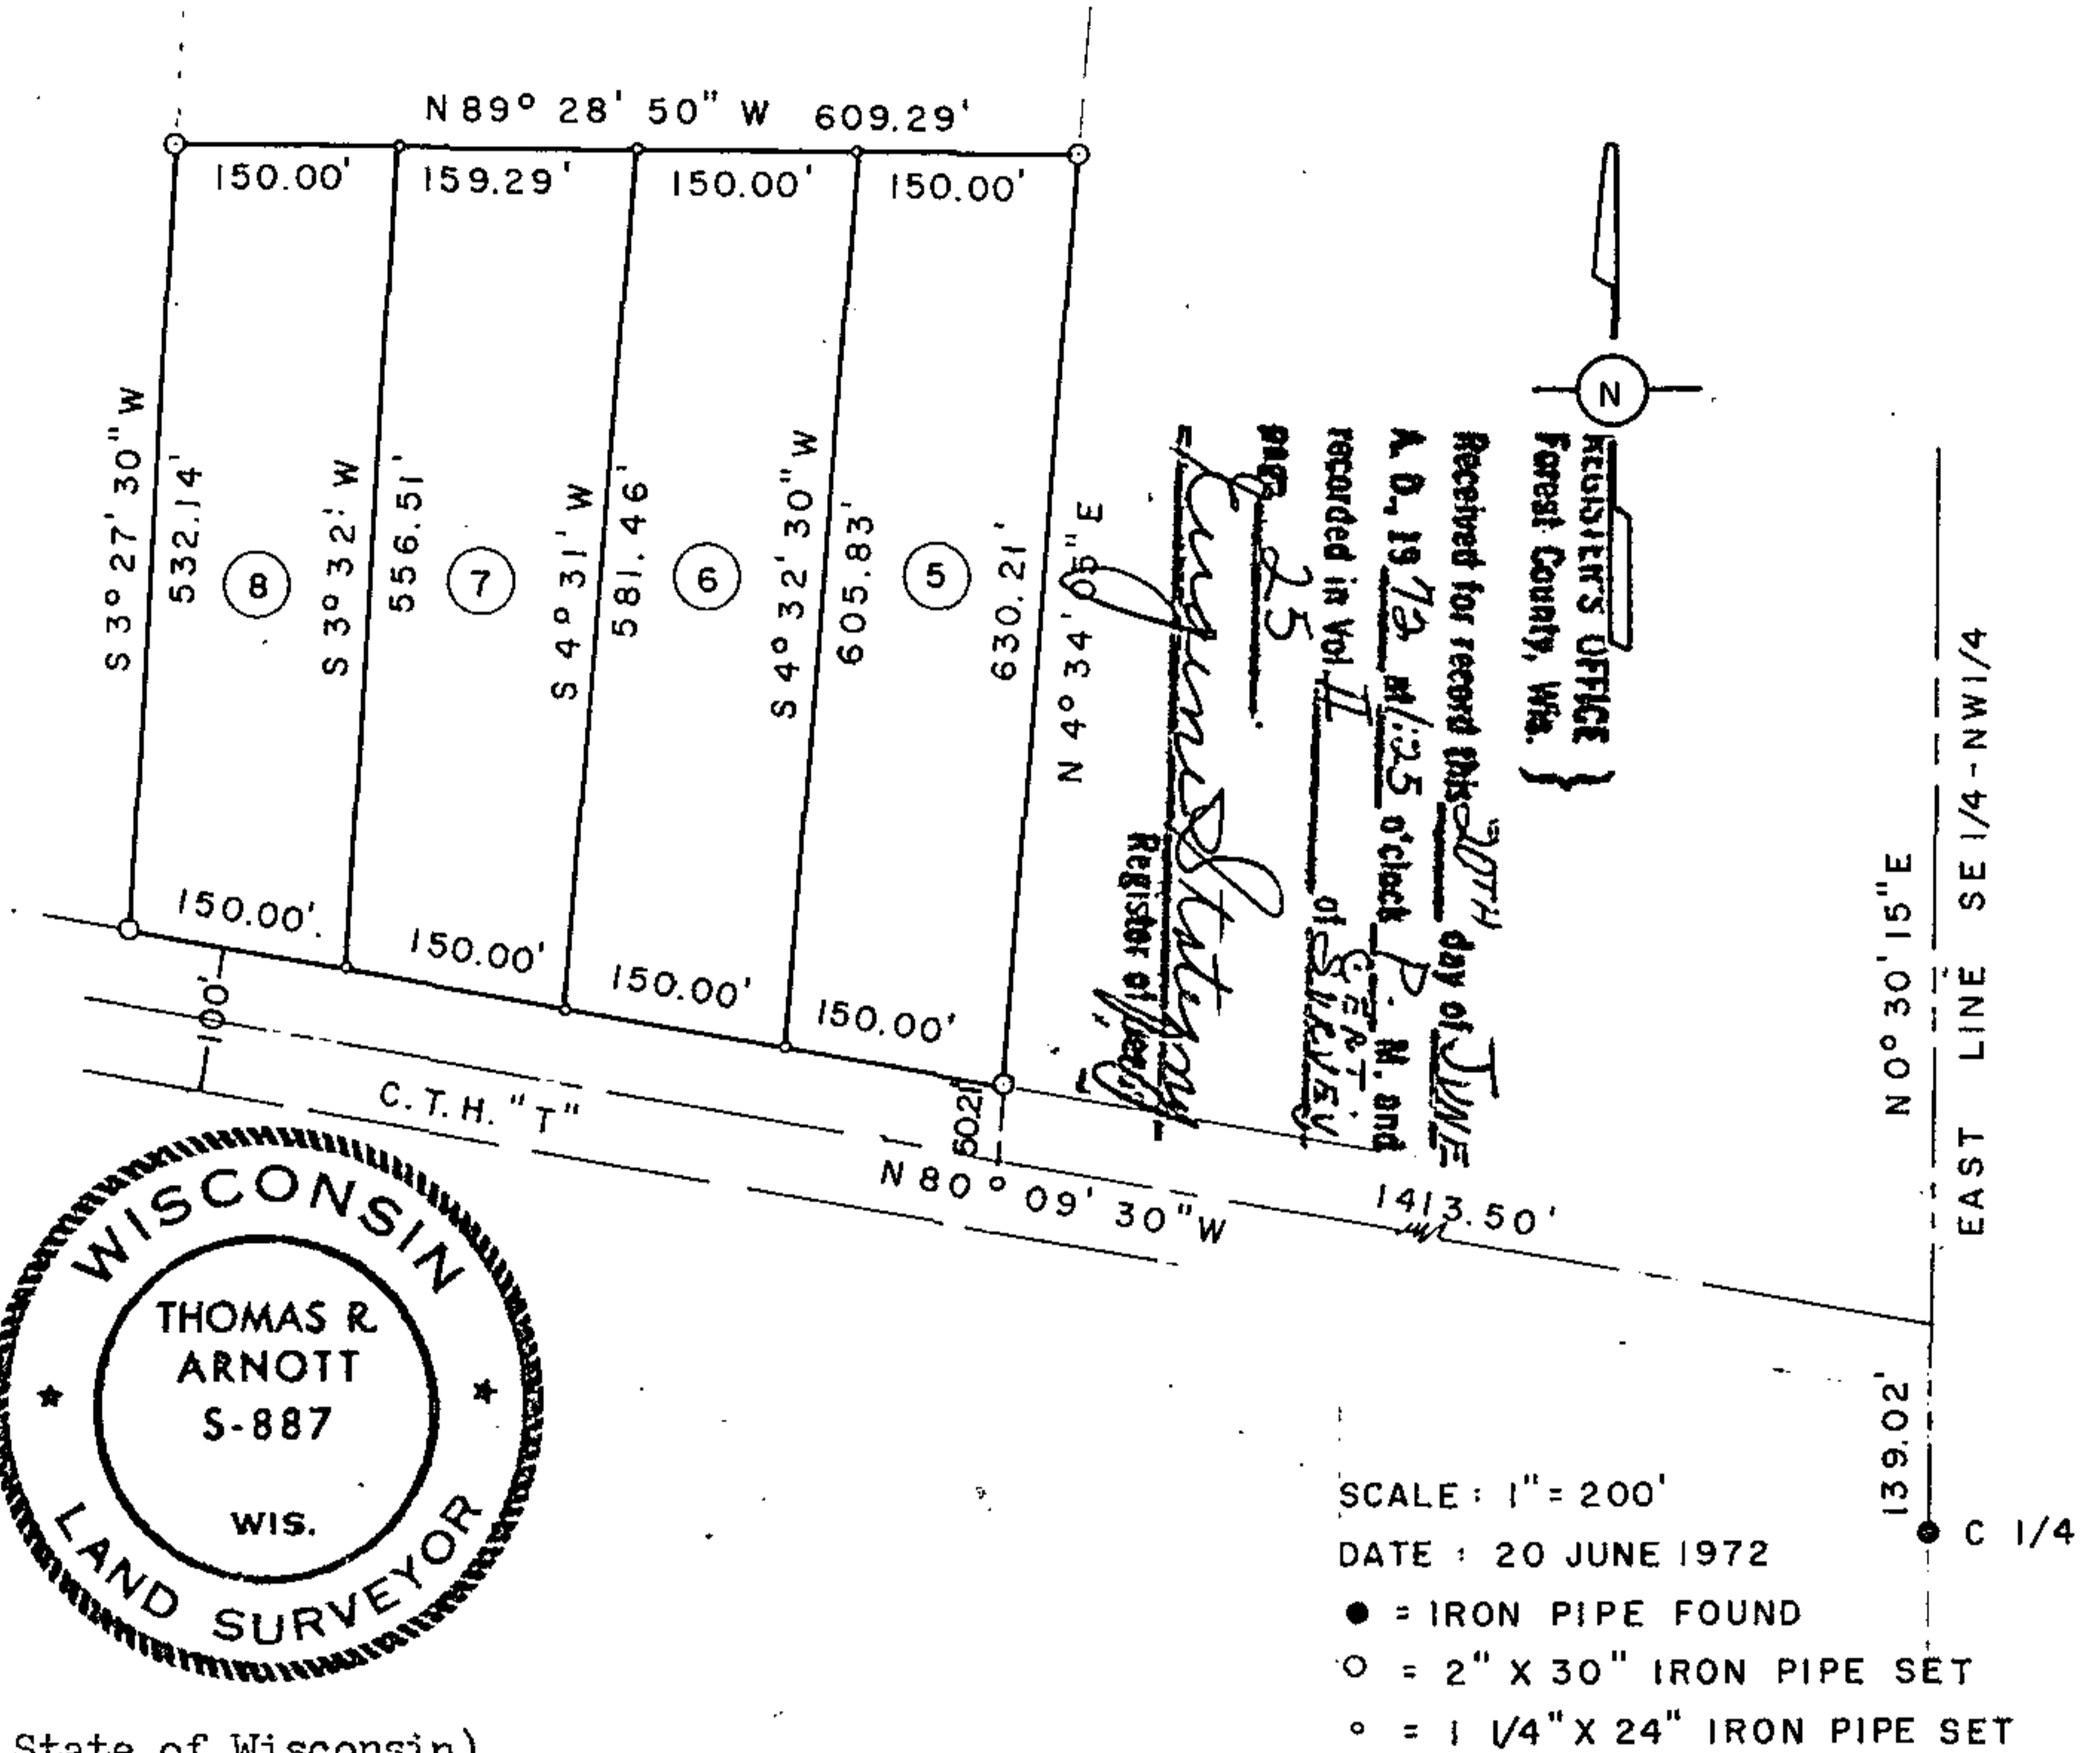 N 89° 28' 50" W 609.29'
150.00' 159.29' 150.00' 150.00'
S 3° 27' 30" W
532.14'
8
S 3° 32' W
556.51'
7
S 4° 31' W
581.46'
6
S 4° 32' 30" W
605.83'
5
630.21'
N 4° 34' 05" E
150.00'
150.00'
150.00'
150.00'
100'
C.T.H. "T"
50.21'
N 80° 09' 30" W
1413.50'
N
REGISTER'S OFFICE }
Forest County, Wis. }
Received for record this 20TH day of JUNE
A. D., 1972 at 1:25 o'clock P. M. and
recorded in Vol. II of CERT. SURVEY
page 25
Register of
N 0° 30' 15" E
EAST LINE SE 1/4 - NW 1/4
139.02'
C 1/4
WISCONSIN
THOMAS R.
ARNOTT
S-887
WIS.
LAND SURVEYOR
SCALE : 1" = 200'
DATE : 20 JUNE 1972
● = IRON PIPE FOUND
○ = 2" X 30" IRON PIPE SET
○ = 1 1/4" X 24" IRON PIPE SET
State of Wisconsin)